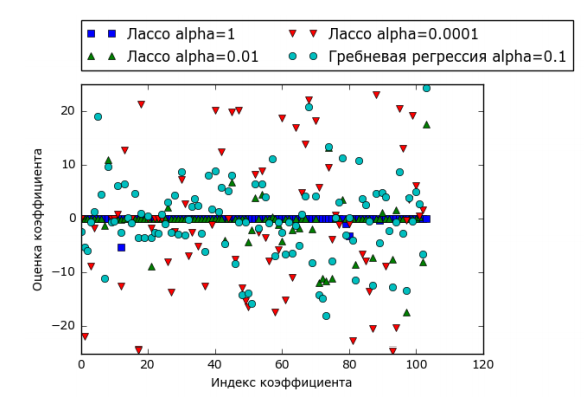 Лассо alpha=1
Лассо alpha=0.0001
Лассо alpha=0.01
Гребневая регрессия alpha=0.1
Оценка коэффициента
20
10
0
−10
−20
0 20 40 60 80 100 120
Индекс коэффициента